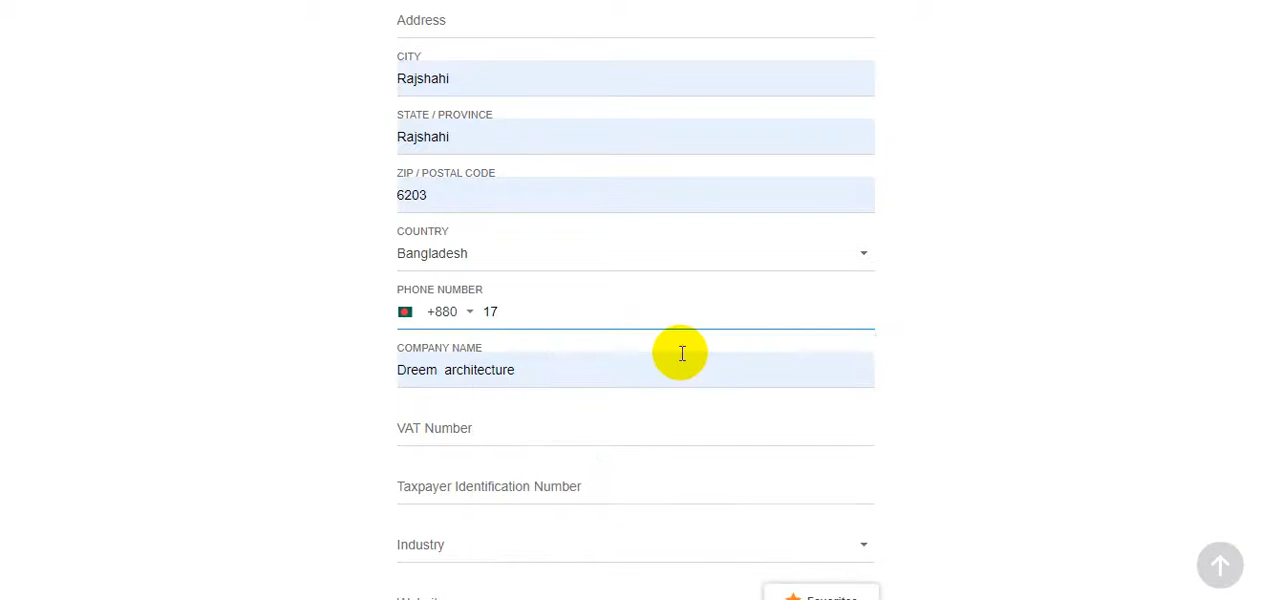 Address
CITY
Rajshahi
STATE / PROVINCE
Rajshahi
ZIP / POSTAL CODE
6203
COUNTRY
Bangladesh
PHONE NUMBER
+880 17
COMPANY NAME
Dreem architecture
VAT Number
Taxpayer Identification Number
Industry